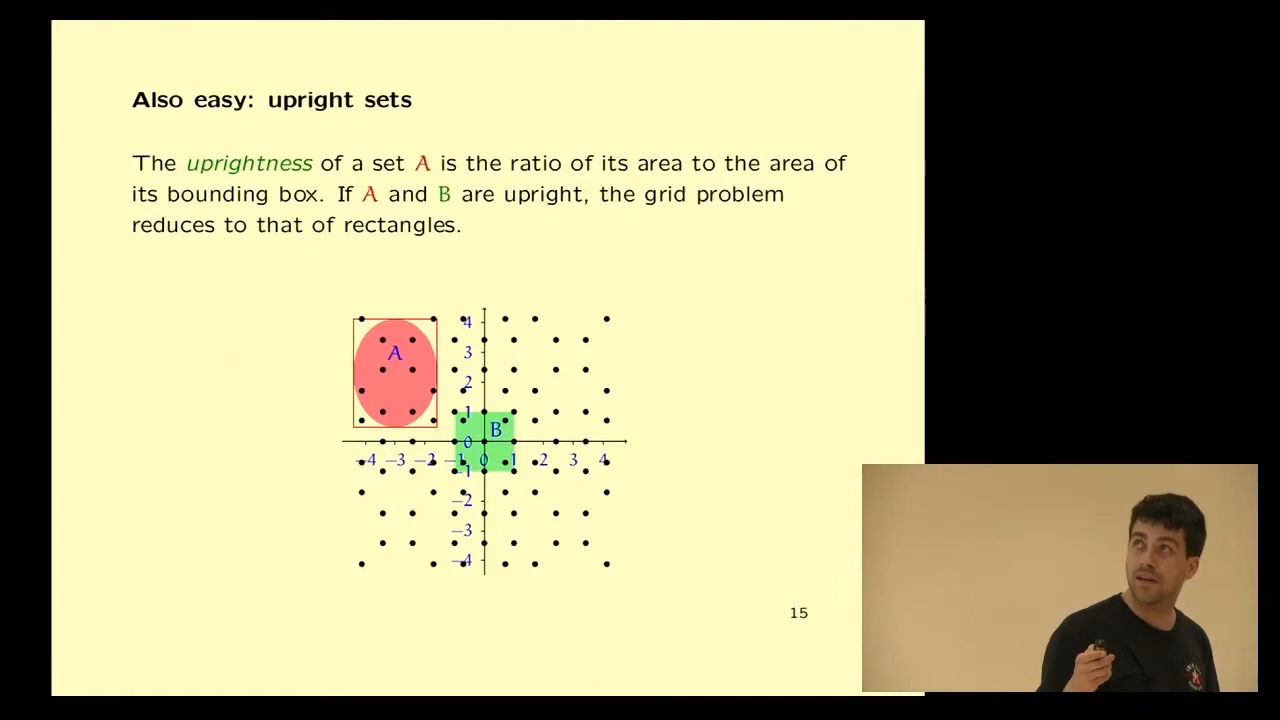 Also easy: upright sets
The uprightness of a set A is the ratio of its area to the area of
its bounding box. If A and B are upright, the grid problem
reduces to that of rectangles.
4
A
3
2
1
B
0
−4 −3 −2 −1 0 1 2 3 4
−1
−2
−3
−4
15